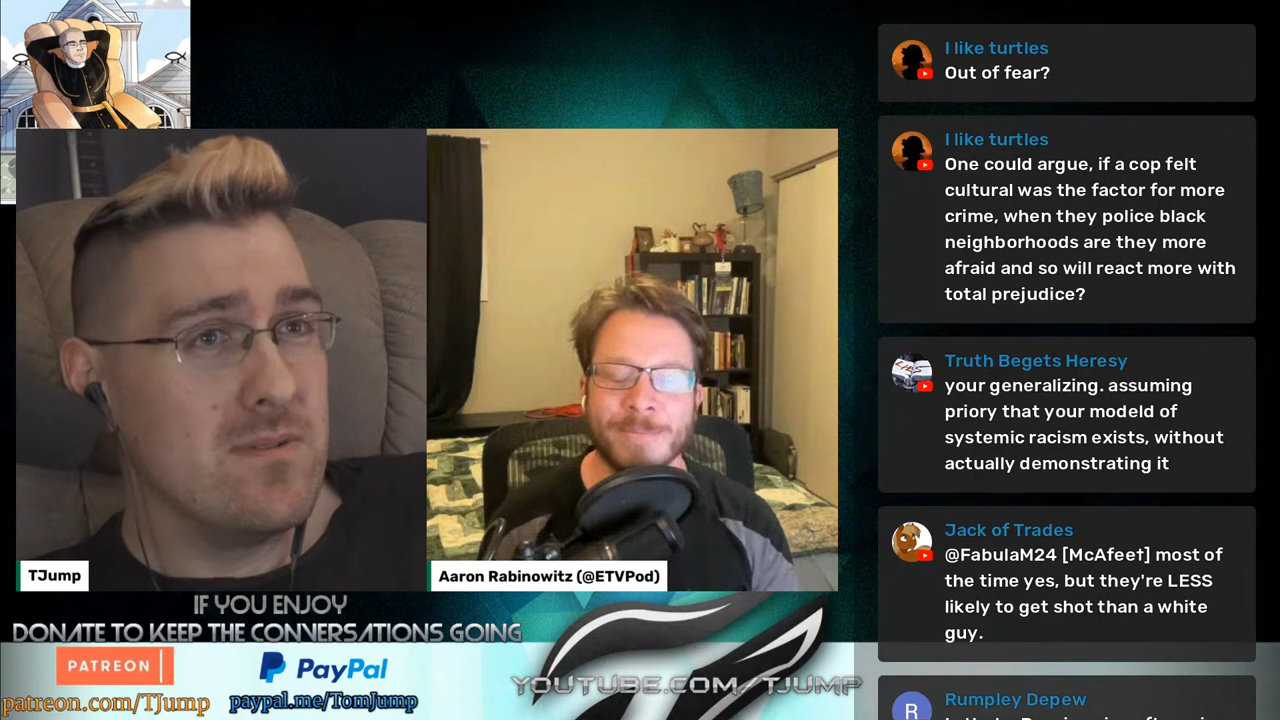 I like turtles
Out of fear?
I like turtles
One could argue, if a cop felt
cultural was the factor for more
crime, when they police black
neighborhoods are they more
afraid and so will react more with
total prejudice?
Truth Begets Heresy
your generalizing. assuming
priory that your modeld of
systemic racism exists, without
actually demonstrating it
Jack of Trades
@FabulaM24 [McAfee†] most of
the time yes, but they're LESS
likely to get shot than a white
guy.
R
Rumpley Depew
TJump
Aaron Rabinowitz (@ETVPod)
IF YOU ENJOY
DONATE TO KEEP THE CONVERSATIONS GOING
PATREON
PayPal
patreon.com/TJump
paypal.me/TomJump
YOUTUBE.COM/TJUMP